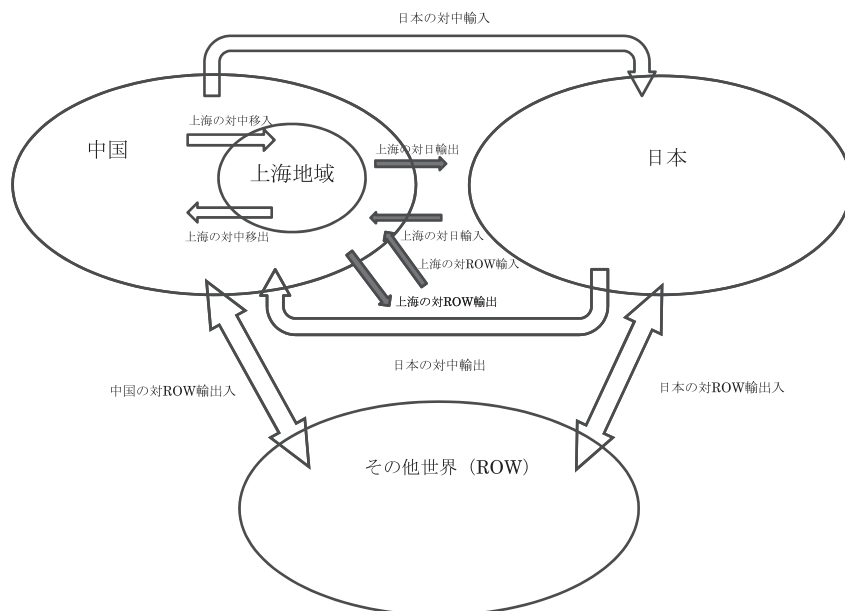 日本の対中輸入
上海の対中移入
中国
上海の対日輸出
日本
上海地域
上海の対中移出
上海の対日輸入
上海の対ROW輸入
上海の対ROW輸出
日本の対中輸出
中国の対ROW輸出入
日本の対ROW輸出入
その他世界（ROW）